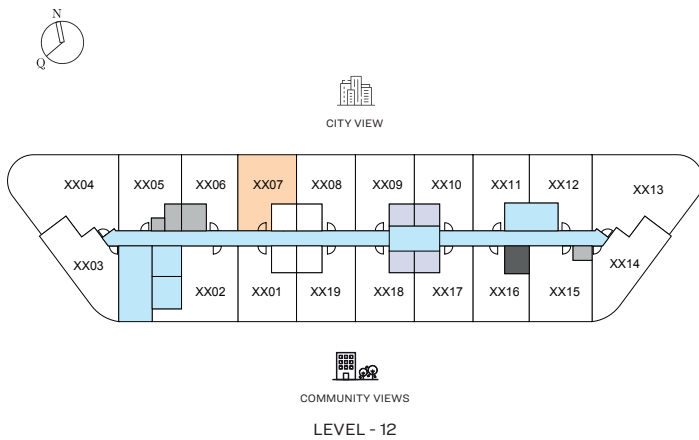 N
Q
CITY VIEW
XX04 XX05 XX06 XX07 XX08 XX09 XX10 XX11 XX12 XX13
XX03 XX02 XX01 XX19 XX18 XX17 XX16 XX15 XX14
COMMUNITY VIEWS
LEVEL - 12